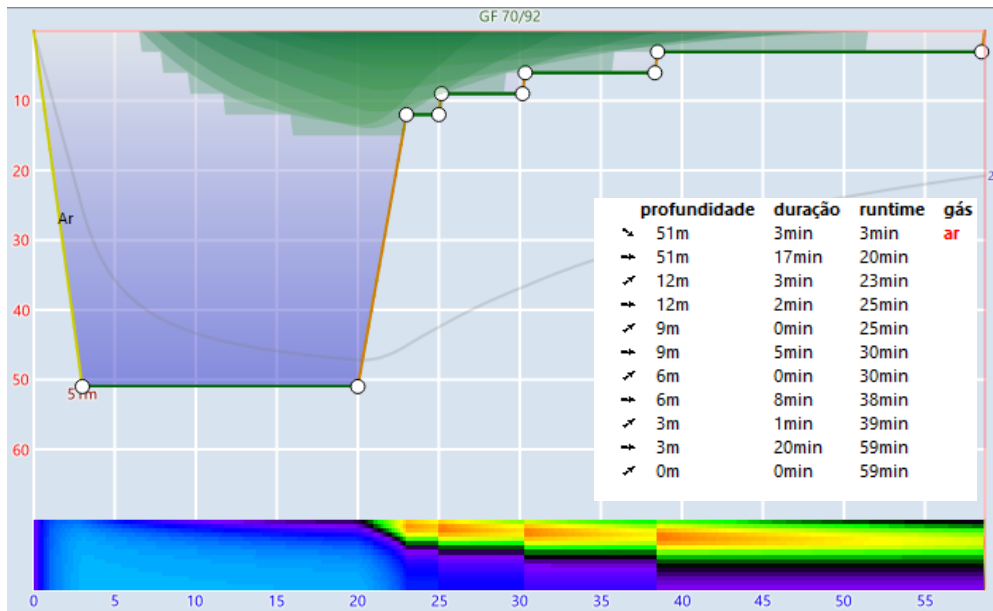 GF 70/92
10
20
30
40
50
60
Ar
51m
2
profundidade duração runtime gás
51m 3min 3min ar
51m 17min 20min
12m 3min 23min
12m 2min 25min
9m 0min 25min
9m 5min 30min
6m 0min 30min
6m 8min 38min
3m 1min 39min
3m 20min 59min
0m 0min 59min
0 5 10 15 20 25 30 35 40 45 50 55